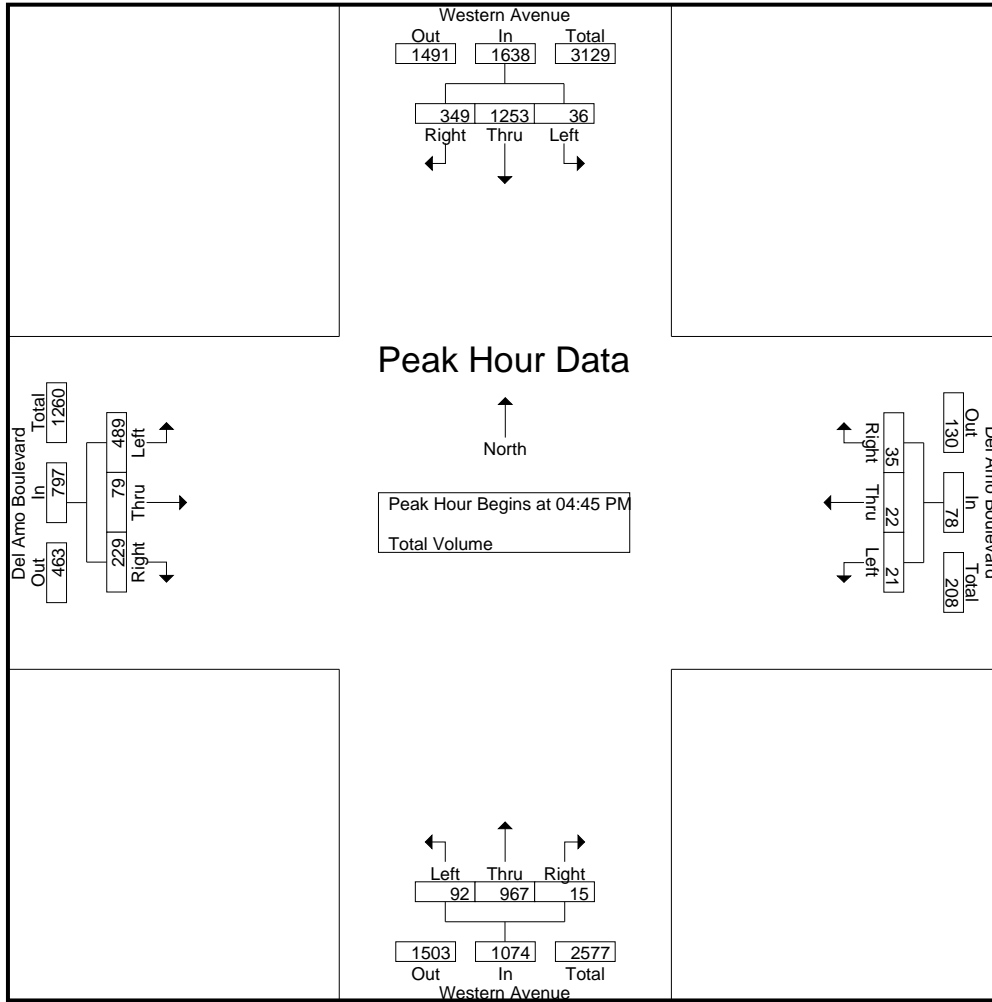 Western Avenue
Out In Total
1491 1638 3129
349 1253 36
Right Thru Left
Peak Hour Data
North
Peak Hour Begins at 04:45 PM
Total Volume
Del Amo Boulevard
Total In Out
1260 797 463
489 79 229
Left Thru Right
Del Amo Boulevard
Out In Total
130 78 208
35 22 21
Right Thru Left
Left Thru Right
92 967 15
1503 1074 2577
Out In Total
Western Avenue